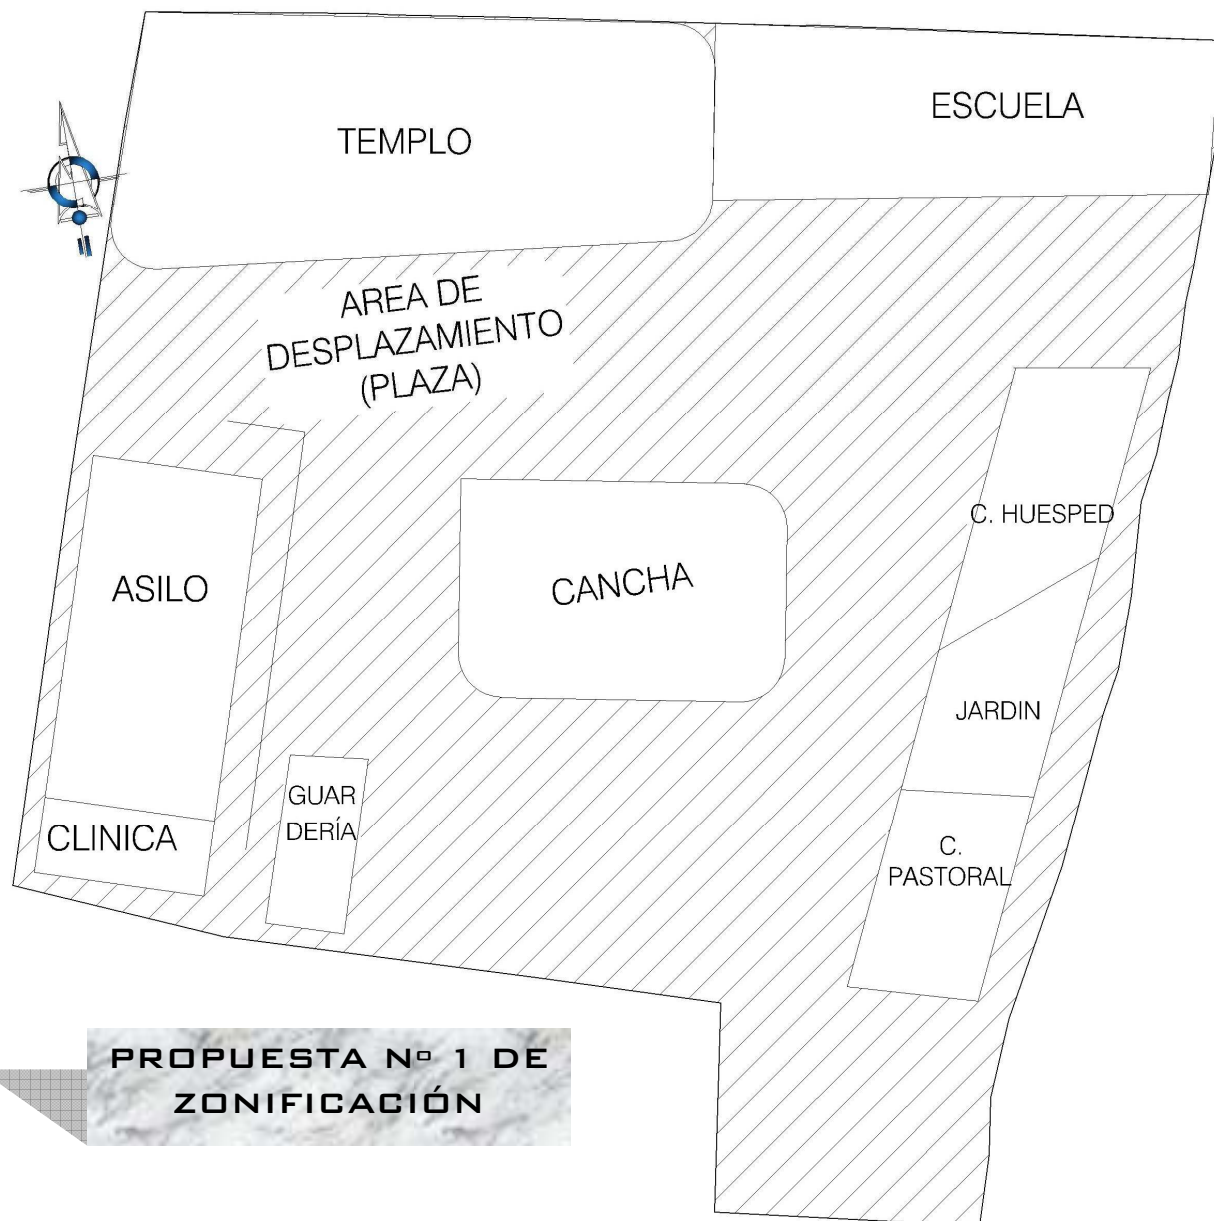 TEMPLO
ESCUELA
AREA DE
DESPLAZAMIENTO
(PLAZA)
C. HUESPED
ASILO
CANCHA
JARDIN
GUAR
DERÍA
CLINICA
C.
PASTORAL
PROPUESTA Nº 1 DE
ZONIFICACIÓN